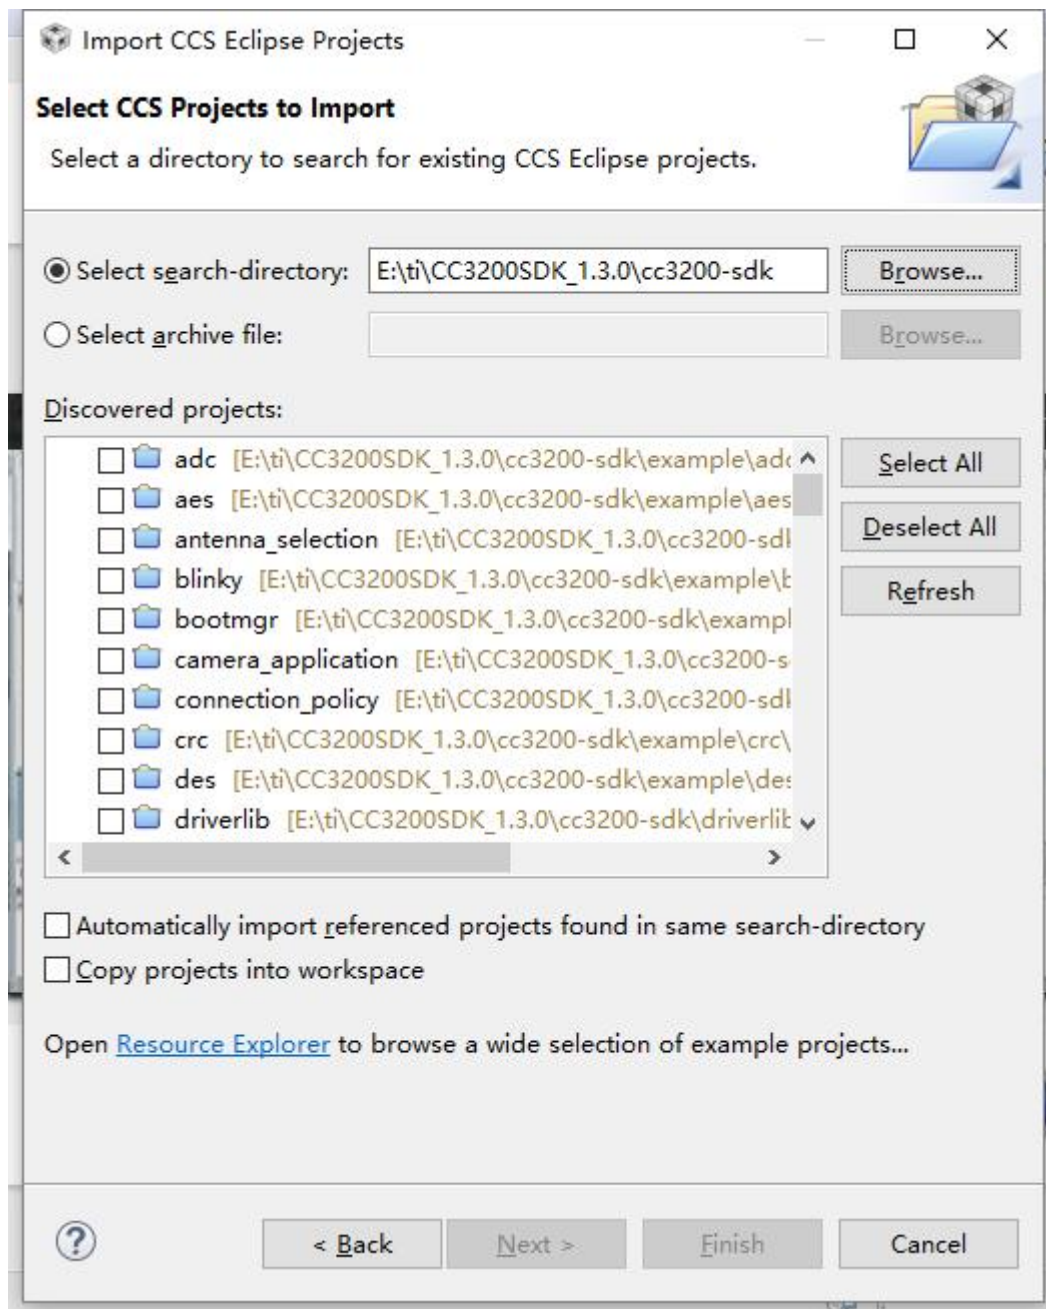 Import CCS Eclipse Projects
Select CCS Projects to Import
Select a directory to search for existing CCS Eclipse projects.
Select search-directory: E:\ti\CC3200SDK_1.3.0\cc3200-sdk Browse...
Select archive file: Browse...
Discovered projects:
adc [E:\ti\CC3200SDK_1.3.0\cc3200-sdk\example\adc
Select All
aes [E:\ti\CC3200SDK_1.3.0\cc3200-sdk\example\aes
antenna_selection [E:\ti\CC3200SDK_1.3.0\cc3200-sdk
Deselect All
blinky [E:\ti\CC3200SDK_1.3.0\cc3200-sdk\example\b
Refresh
bootmgr [E:\ti\CC3200SDK_1.3.0\cc3200-sdk\exampl
camera_application [E:\ti\CC3200SDK_1.3.0\cc3200-s
connection_policy [E:\ti\CC3200SDK_1.3.0\cc3200-sdk
crc [E:\ti\CC3200SDK_1.3.0\cc3200-sdk\example\crc\
des [E:\ti\CC3200SDK_1.3.0\cc3200-sdk\example\des
driverlib [E:\ti\CC3200SDK_1.3.0\cc3200-sdk\driverlib
Automatically import referenced projects found in same search-directory
Copy projects into workspace
Open Resource Explorer to browse a wide selection of example projects...
? < Back Next > Finish Cancel